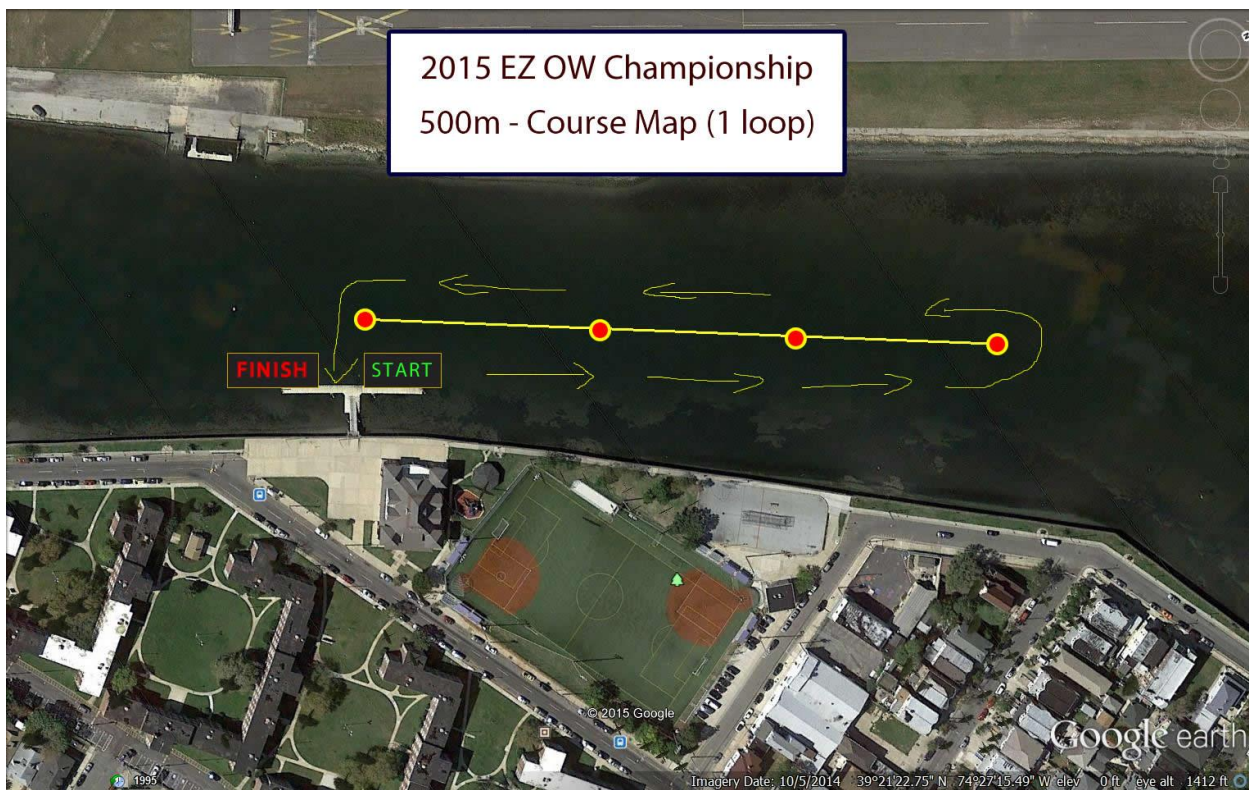 2015 EZ OW Championship
500m - Course Map (1 loop)
FINISH
START
© 2015 Google
Google earth
1995
Imagery Date: 10/5/2014 39°21'22.75" N 74°27'15.49" W elev 0 ft eye alt 1412 ft